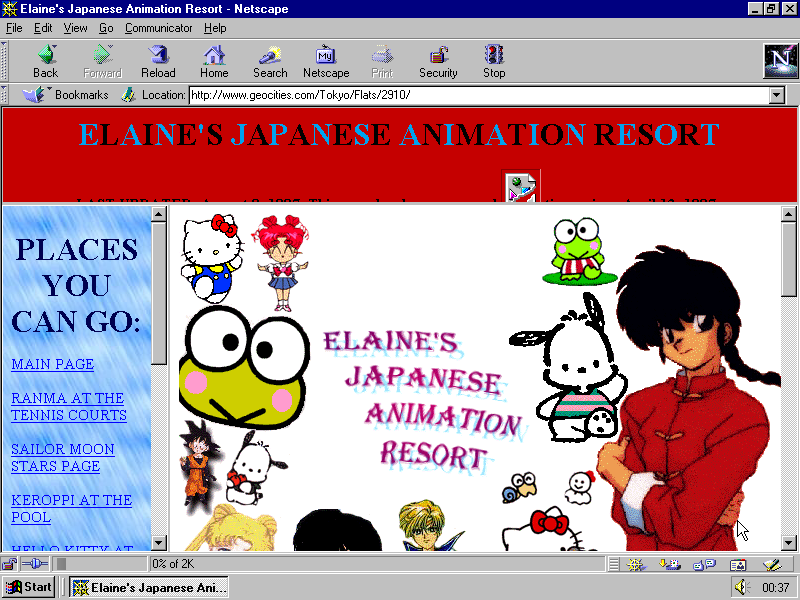 Elaine's Japanese Animation Resort - Netscape
File Edit View Go Communicator Help
Back Forward Reload Home Search Netscape Print Security Stop
My
N
Bookmarks Location: http://www.geocities.com/Tokyo/Flats/2910/
ELAINE'S JAPANESE ANIMATION RESORT
PLACES
YOU
CAN GO:
MAIN PAGE
RANMA AT THE
TENNIS COURTS
SAILOR MOON
STARS PAGE
KEROPPI AT THE
POOL
HELLO KITTY AT
ELAINE'S
JAPANESE
ANIMATION
RESORT
0% of 2K
Start Elaine's Japanese Ani... 00:37